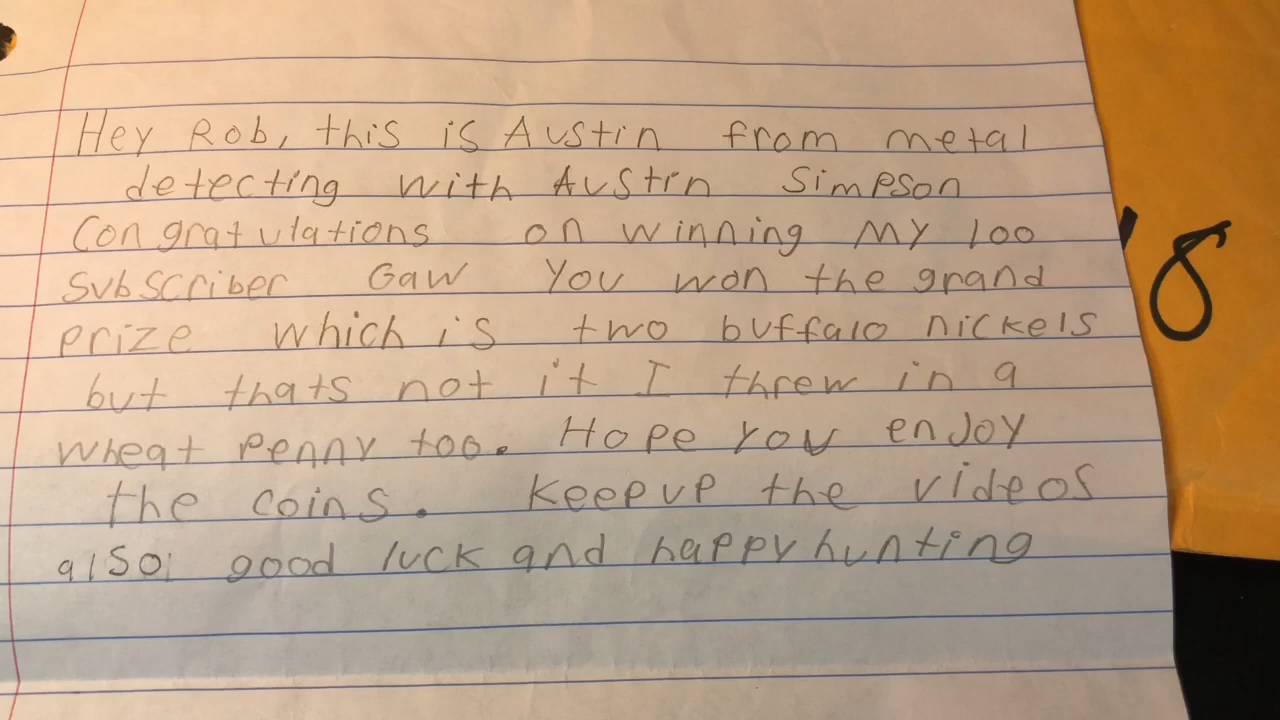 Hey Rob, this is Austin from metal
detecting with Austin Simpson
Congratulations on winning my 100
subscriber Gaw You won the grand
prize which is two buffalo nickels
but thats not it I threw in a
wheat penny too. Hope you enjoy
the coins. Keep up the videos
also; good luck and happy hunting
8